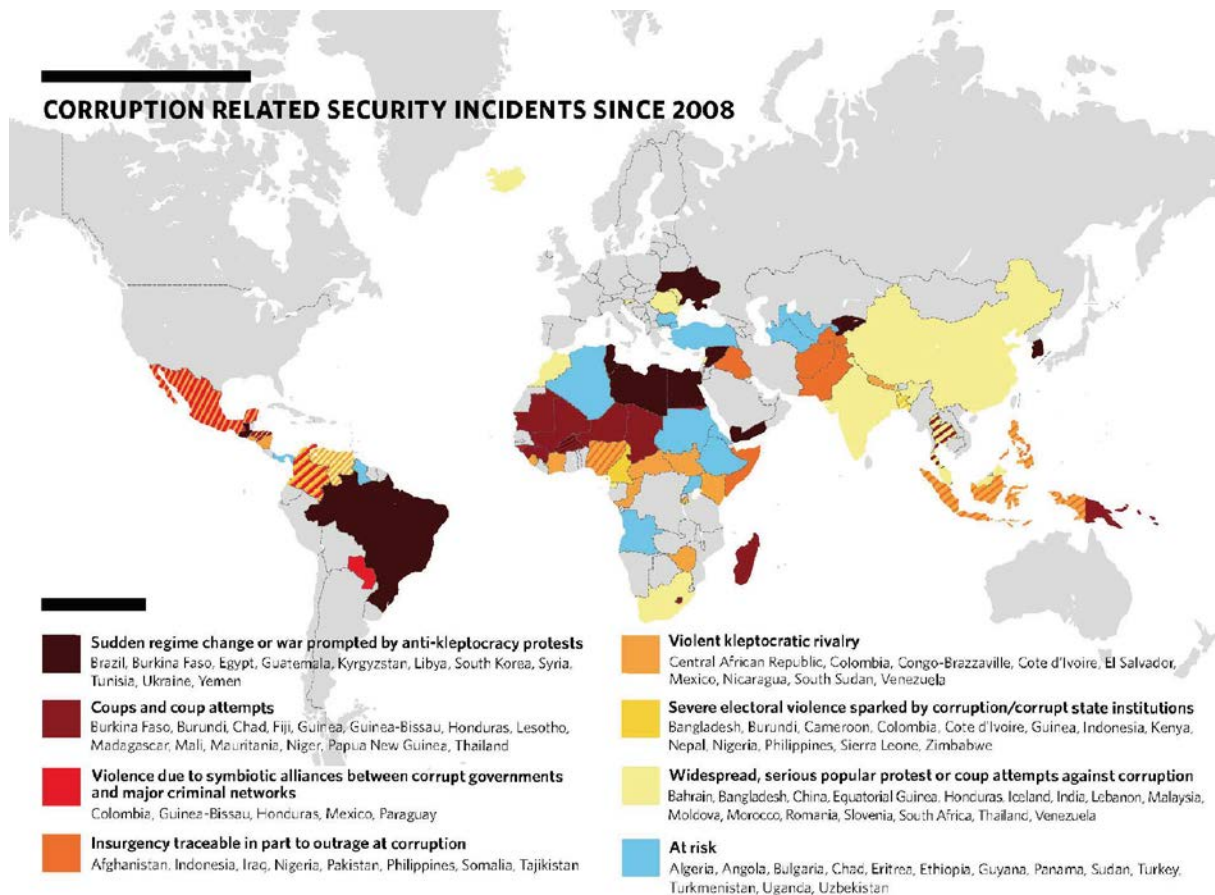 CORRUPTION RELATED SECURITY INCIDENTS SINCE 2008
Sudden regime change or war prompted by anti-kleptocracy protests
Brazil, Burkina Faso, Egypt, Guatemala, Kyrgyzstan, Libya, South Korea, Syria,
Tunisia, Ukraine, Yemen
Coups and coup attempts
Burkina Faso, Burundi, Chad, Fiji, Guinea, Guinea-Bissau, Honduras, Lesotho,
Madagascar, Mali, Mauritania, Niger, Papua New Guinea, Thailand
Violence due to symbiotic alliances between corrupt governments
and major criminal networks
Colombia, Guinea-Bissau, Honduras, Mexico, Paraguay
Insurgency traceable in part to outrage at corruption
Afghanistan, Indonesia, Iraq, Nigeria, Pakistan, Philippines, Somalia, Tajikistan
Violent kleptocratic rivalry
Central African Republic, Colombia, Congo-Brazzaville, Cote d'Ivoire, El Salvador,
Mexico, Nicaragua, South Sudan, Venezuela
Severe electoral violence sparked by corruption/corrupt state institutions
Bangladesh, Burundi, Cameroon, Colombia, Cote d'Ivoire, Guinea, Indonesia, Kenya,
Nepal, Nigeria, Philippines, Sierra Leone, Zimbabwe
Widespread, serious popular protest or coup attempts against corruption
Bahrain, Bangladesh, China, Equatorial Guinea, Honduras, Iceland, India, Lebanon, Malaysia,
Moldova, Morocco, Romania, Slovenia, South Africa, Thailand, Venezuela
At risk
Algeria, Angola, Bulgaria, Chad, Eritrea, Ethiopia, Guyana, Panama, Sudan, Turkey,
Turkmenistan, Uganda, Uzbekistan